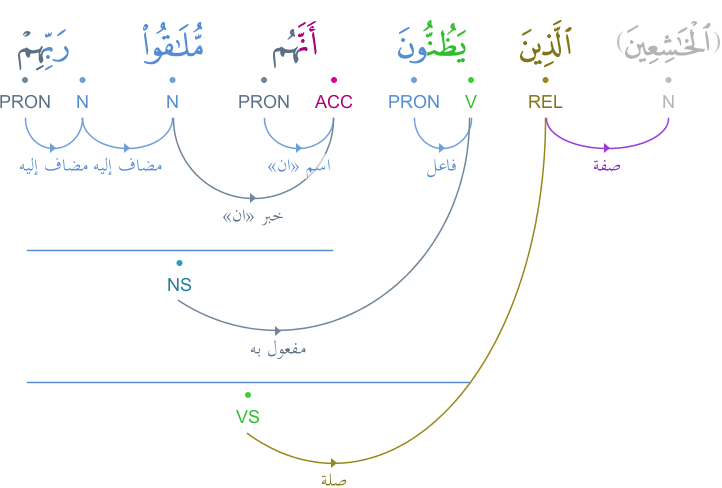 (ٱلْخَـٰشِعِينَ) ٱلَّذِينَ يَظُنُّونَ أَنَّهُم مُّلَـٰقُوا۟ رَبِّهِمْ
N REL V PRON ACC PRON N N PRON
صفة فاعل اسم «ان» مضاف إليه مضاف إليه
خبر «ان»
NS
مفعول به
VS
صلة